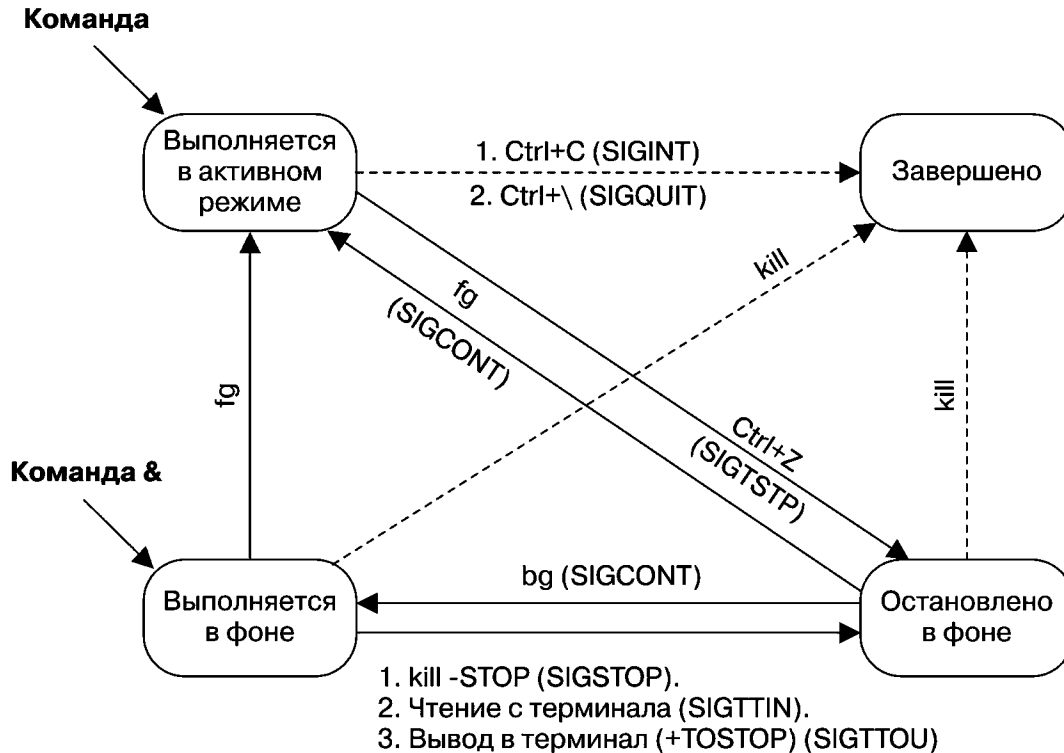 Команда
Выполняется
в активном
режиме
1. Ctrl+C (SIGINT)
2. Ctrl+\ (SIGQUIT)
Завершено
kill
fg
(SIGCONT)
fg
kill
Ctrl+Z
(SIGTSTP)
Команда &
Выполняется
в фоне
bg (SIGCONT)
Остановлено
в фоне
1. kill -STOP (SIGSTOP).
2. Чтение с терминала (SIGTTIN).
3. Вывод в терминал (+TOSTOP) (SIGTTOU)